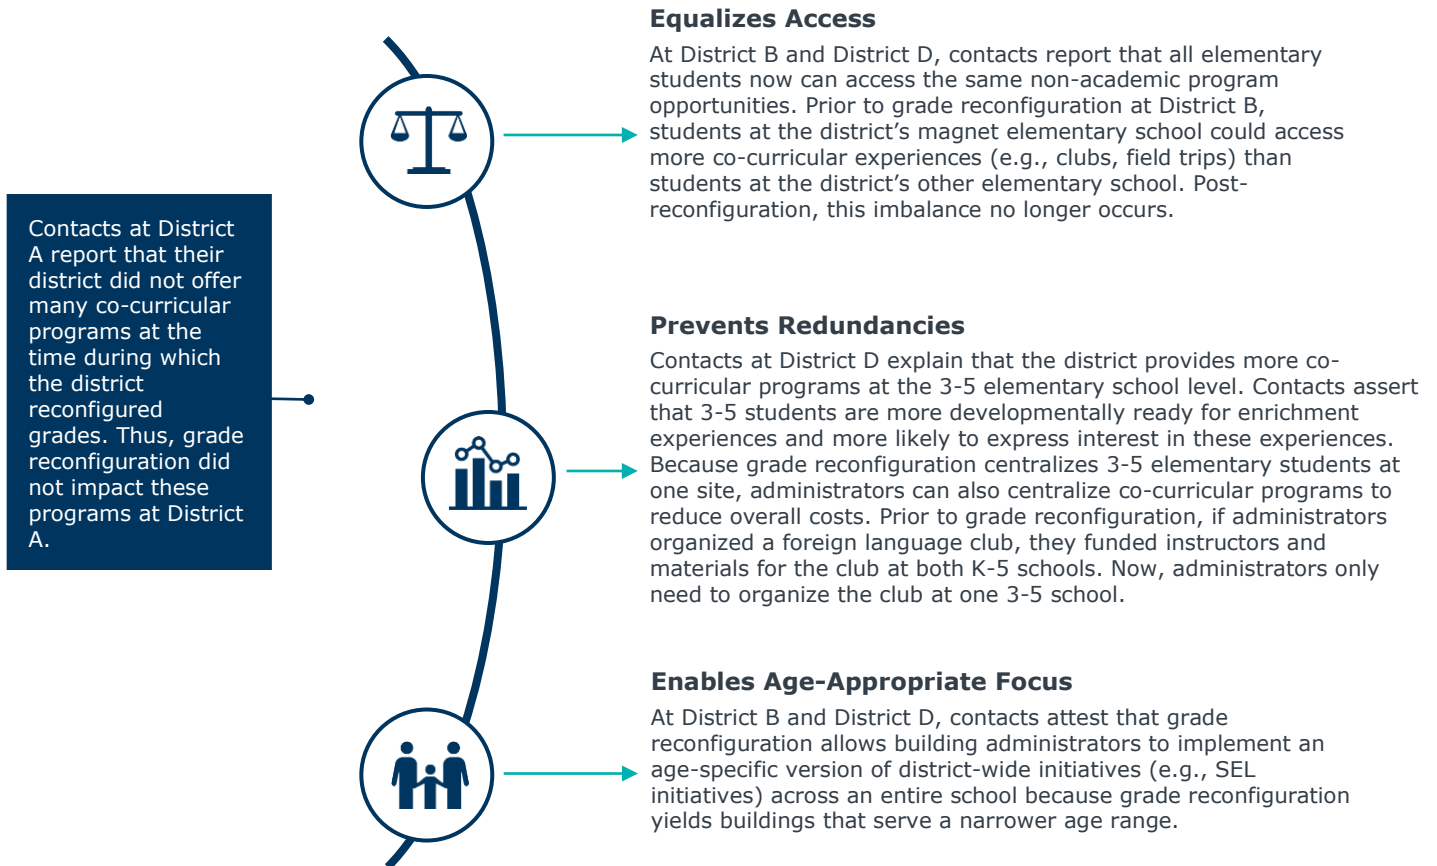 Equalizes Access
At District B and District D, contacts report that all elementary
students now can access the same non-academic program
opportunities. Prior to grade reconfiguration at District B,
students at the district’s magnet elementary school could access
more co-curricular experiences (e.g., clubs, field trips) than
students at the district’s other elementary school. Post-
reconfiguration, this imbalance no longer occurs.
Contacts at District
A report that their
district did not offer
many co-curricular
programs at the
time during which
the district
reconfigured
grades. Thus, grade
reconfiguration did
not impact these
programs at District
A.
Prevents Redundancies
Contacts at District D explain that the district provides more co-
curricular programs at the 3-5 elementary school level. Contacts assert
that 3-5 students are more developmentally ready for enrichment
experiences and more likely to express interest in these experiences.
Because grade reconfiguration centralizes 3-5 elementary students at
one site, administrators can also centralize co-curricular programs to
reduce overall costs. Prior to grade reconfiguration, if administrators
organized a foreign language club, they funded instructors and
materials for the club at both K-5 schools. Now, administrators only
need to organize the club at one 3-5 school.
Enables Age-Appropriate Focus
At District B and District D, contacts attest that grade
reconfiguration allows building administrators to implement an
age-specific version of district-wide initiatives (e.g., SEL
initiatives) across an entire school because grade reconfiguration
yields buildings that serve a narrower age range.